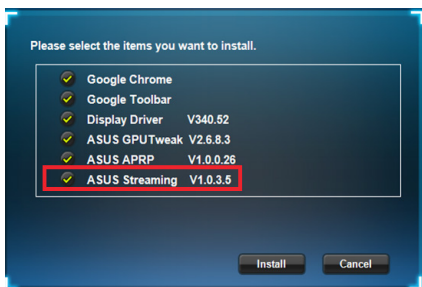 Please select the items you want to install.
Google Chrome
Google Toolbar
Display Driver V340.52
ASUS GPUTweak V2.6.8.3
ASUS APRP V1.0.0.26
ASUS Streaming V1.0.3.5
Install Cancel